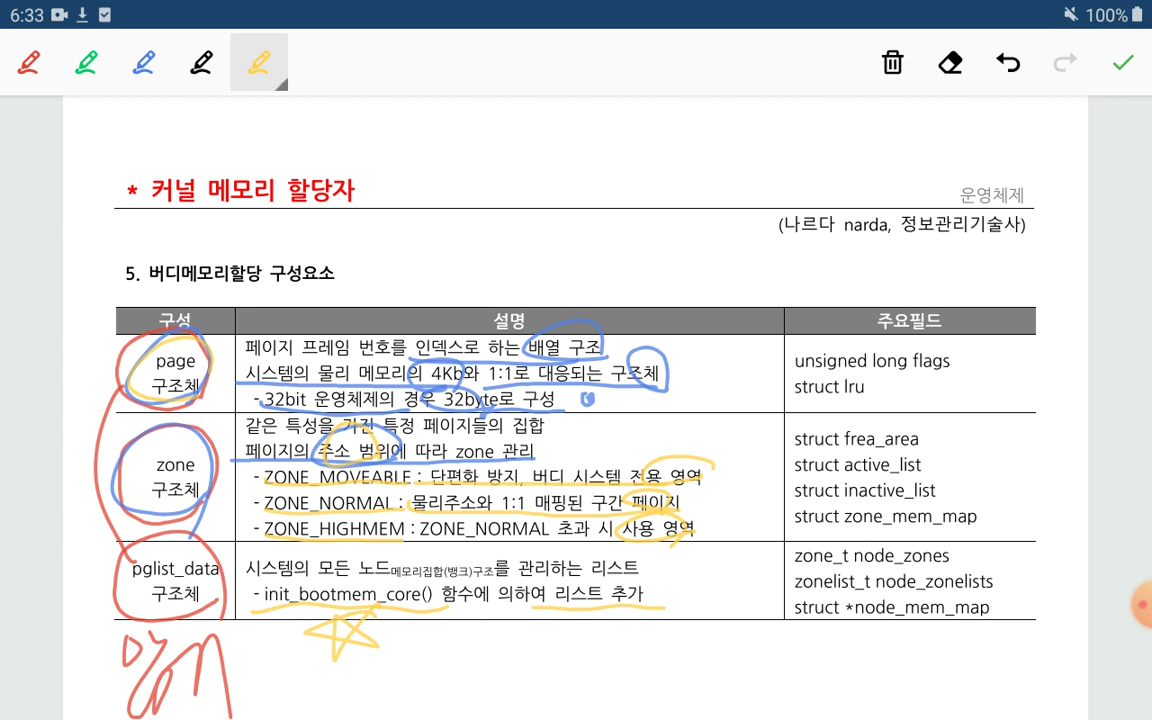 6:33
100%
* 커널 메모리 할당자
운영체제
(나르다 narda, 정보관리기술사)
5. 버디메모리할당 구성요소
구성 설명 주요필드
page
구조체
페이지 프레임 번호를 인덱스로 하는 배열 구조
시스템의 물리 메모리의 4Kb와 1:1로 대응되는 구조체
- 32bit 운영체제의 경우 32byte로 구성
unsigned long flags
struct lru
zone
구조체
같은 특성을 가진 특정 페이지들의 집합
페이지의 주소 범위에 따라 zone 관리
- ZONE_MOVEABLE : 단편화 방지, 버디 시스템 전용 영역
- ZONE_NORMAL : 물리주소와 1:1 매핑된 구간 페이지
- ZONE_HIGHMEM : ZONE_NORMAL 초과 시 사용 영역
struct frea_area
struct active_list
struct inactive_list
struct zone_mem_map
pglist_data
구조체
시스템의 모든 노드메모리집합(뱅크)구조를 관리하는 리스트
- init_bootmem_core() 함수에 의하여 리스트 추가
zone_t node_zones
zonelist_t node_zonelists
struct *node_mem_map
암기